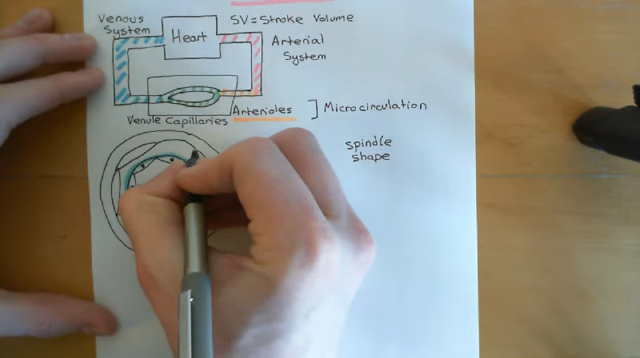 Venous
System
SV = Stroke Volume
Heart
Arterial
System
Arterioles
] Microcirculation
Venule Capillaries
spindle
shape